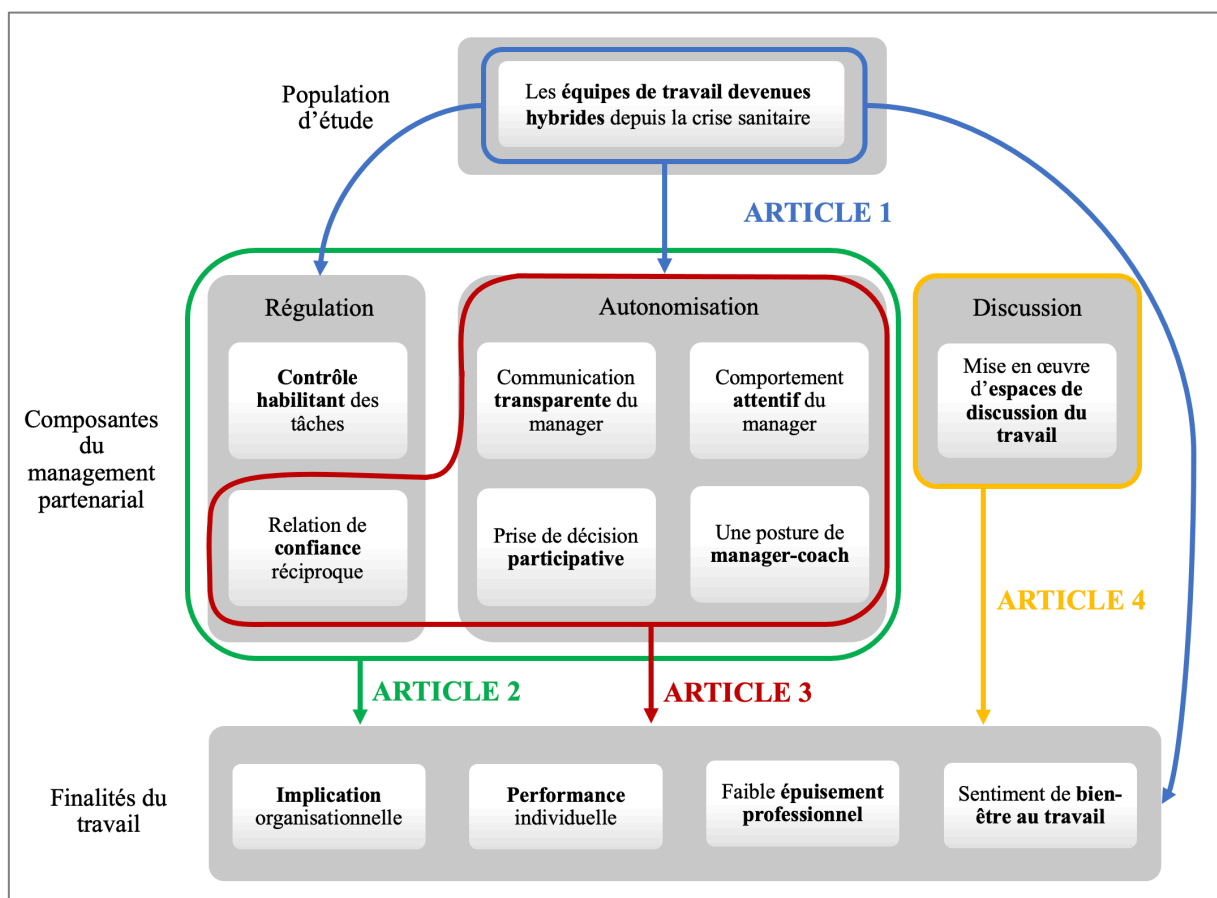 Population
d’étude
Les équipes de travail devenues
hybrides depuis la crise sanitaire
ARTICLE 1
Composantes
du
management
partenarial
Régulation
Contrôle
habilitant des
tâches
Relation de
confiance
réciproque
Autonomisation
Communication
transparente du
manager
Comportement
attentif du
manager
Prise de décision
participative
Une posture de
manager-coach
Discussion
Mise en œuvre
d’espaces de
discussion du
travail
ARTICLE 4
ARTICLE 2
ARTICLE 3
Finalités du
travail
Implication
organisationnelle
Performance
individuelle
Faible épuisement
professionnel
Sentiment de bien-
être au travail